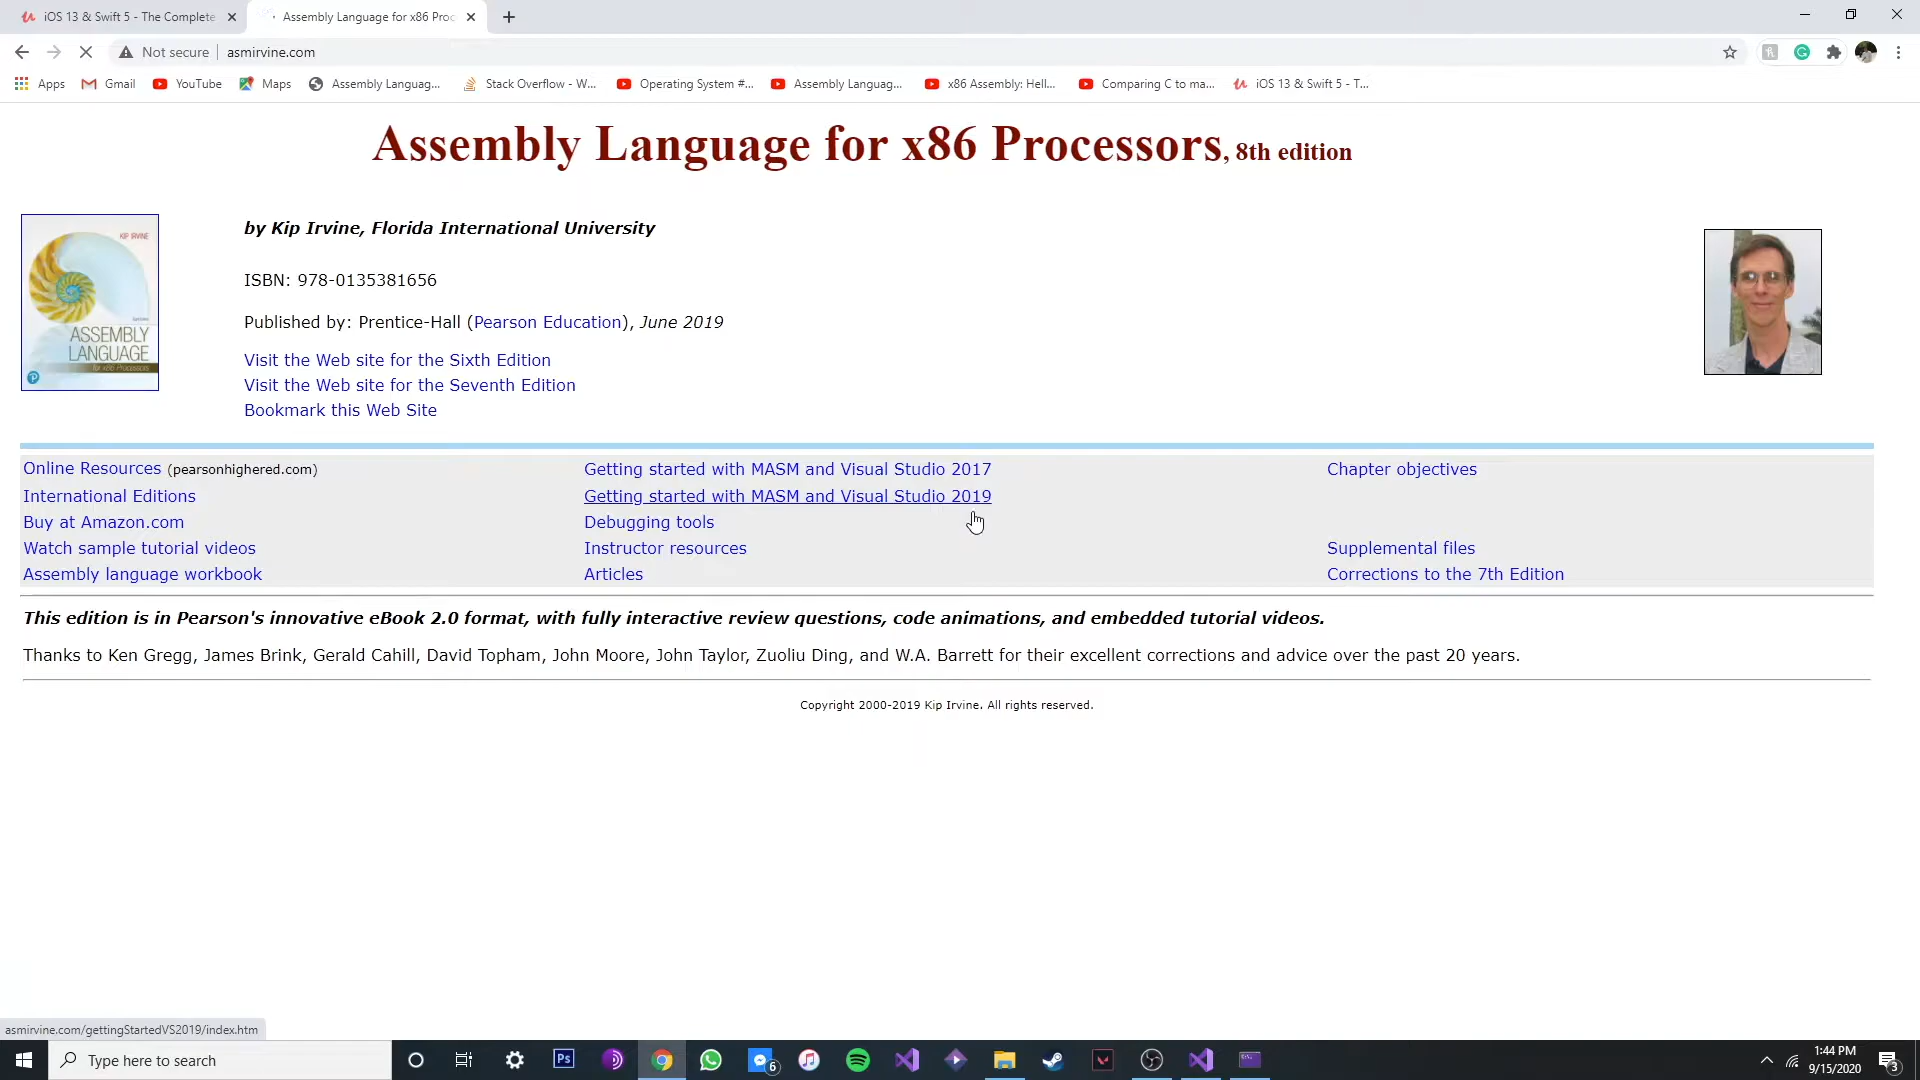 iOS 13 & Swift 5 - The Complete
Assembly Language for x86 Proc
Not secure
asmirvine.com
Apps
Gmail
YouTube
Maps
Assembly Languag...
Stack Overflow - W...
Operating System #...
Assembly Languag...
x86 Assembly: Hell...
Comparing C to ma...
iOS 13 & Swift 5 - T...
Assembly Language for x86 Processors, 8th edition
KIP IRVINE
ASSEMBLY
LANGUAGE
for x86 Processors
by Kip Irvine, Florida International University
ISBN: 978-0135381656
Published by: Prentice-Hall (Pearson Education), June 2019
Visit the Web site for the Sixth Edition
Visit the Web site for the Seventh Edition
Bookmark this Web Site
Online Resources (pearsonhighered.com)
Getting started with MASM and Visual Studio 2017
Chapter objectives
International Editions
Getting started with MASM and Visual Studio 2019
Buy at Amazon.com
Debugging tools
Watch sample tutorial videos
Instructor resources
Supplemental files
Assembly language workbook
Articles
Corrections to the 7th Edition
This edition is in Pearson's innovative eBook 2.0 format, with fully interactive review questions, code animations, and embedded tutorial videos.
Thanks to Ken Gregg, James Brink, Gerald Cahill, David Topham, John Moore, John Taylor, Zuoliu Ding, and W.A. Barrett for their excellent corrections and advice over the past 20 years.
Copyright 2000-2019 Kip Irvine. All rights reserved.
asmirvine.com/gettingStartedVS2019/index.htm
Type here to search
Ps
6
1:44 PM
9/15/2020
3